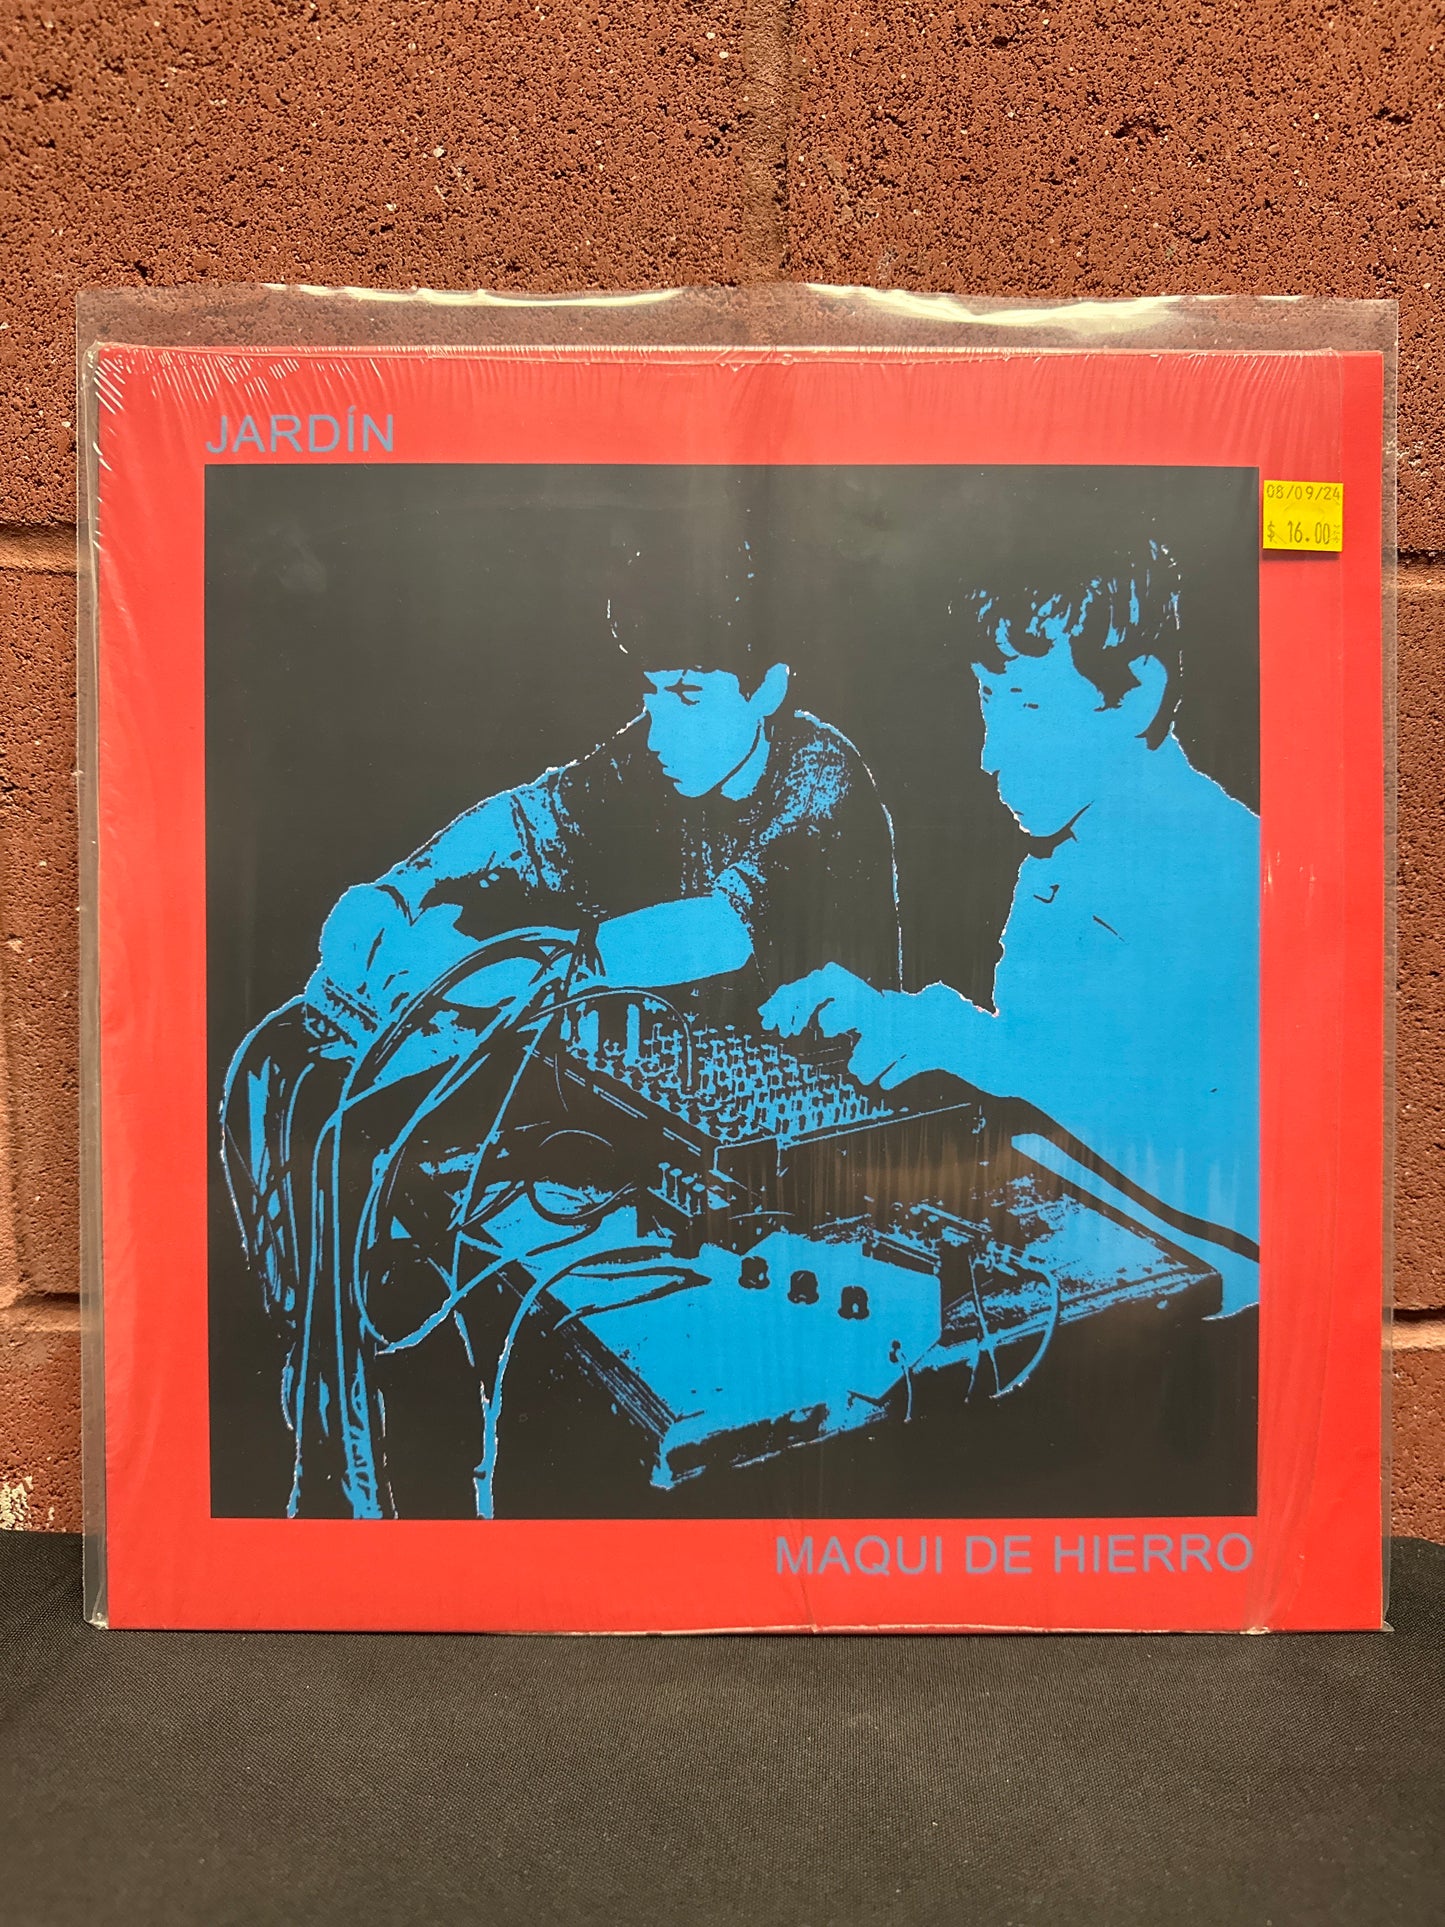 JARDÍN
08/09/24
$ 16.00
MAQUI DE HIERRO